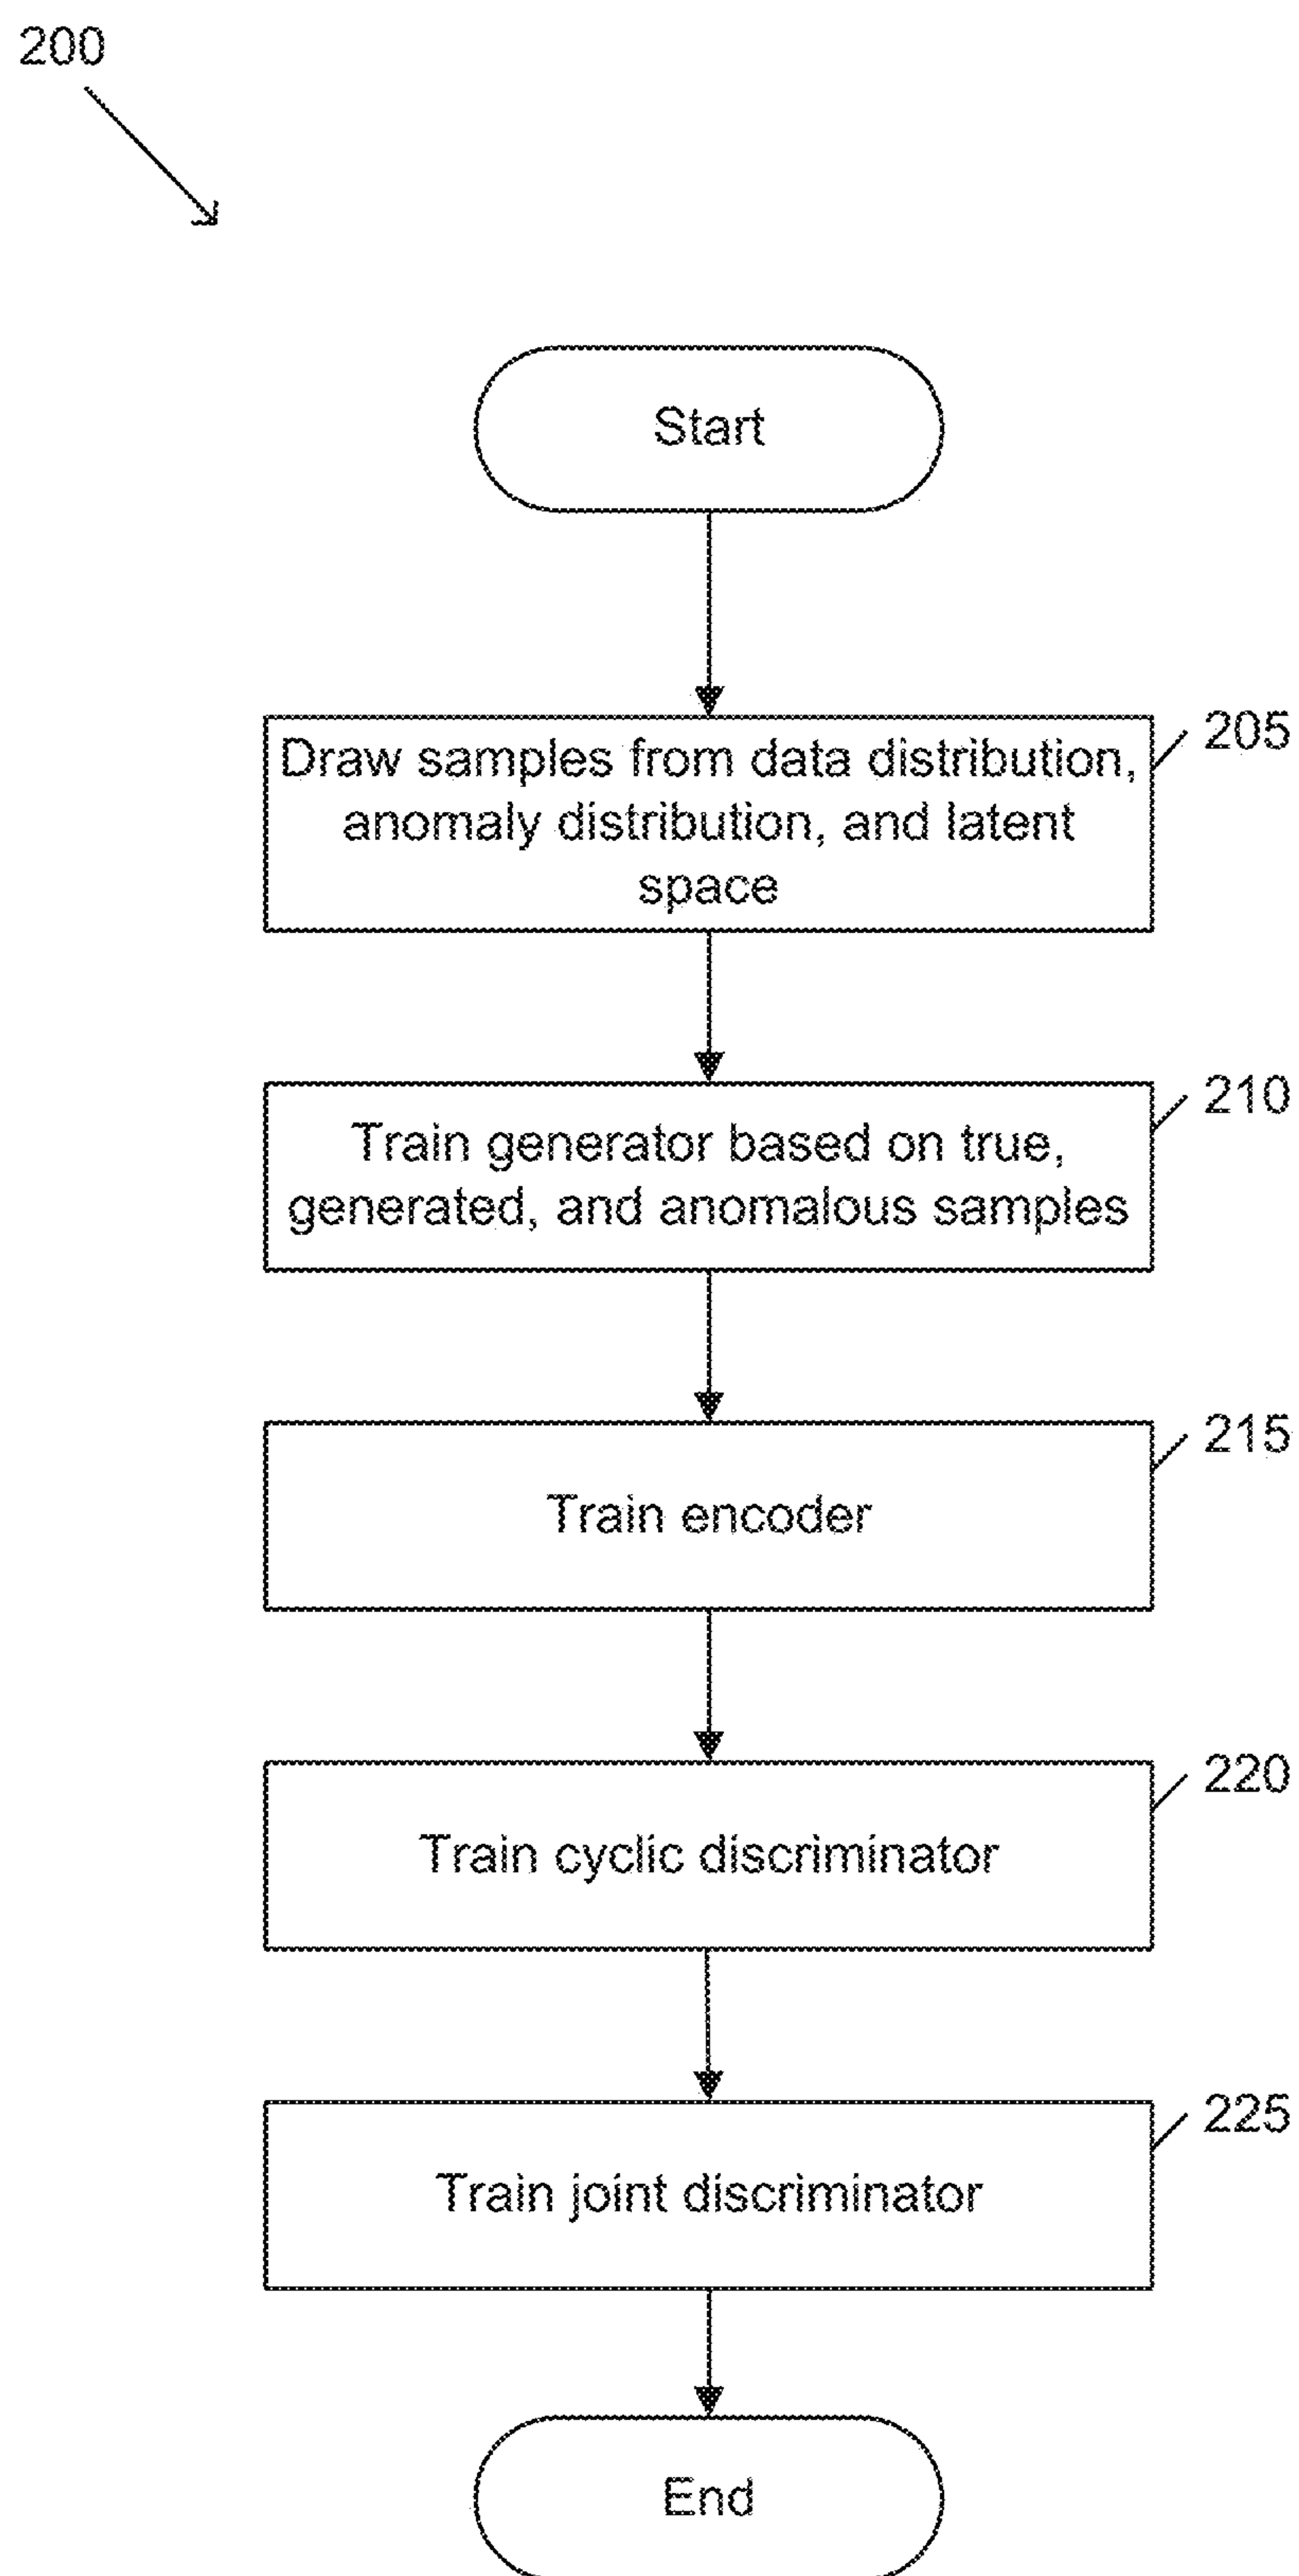 200
Start
205
Draw samples from data distribution,
anomaly distribution, and latent
space
210
Train generator based on true,
generated, and anomalous samples
215
Train encoder
220
Train cyclic discriminator
225
Train joint discriminator
End